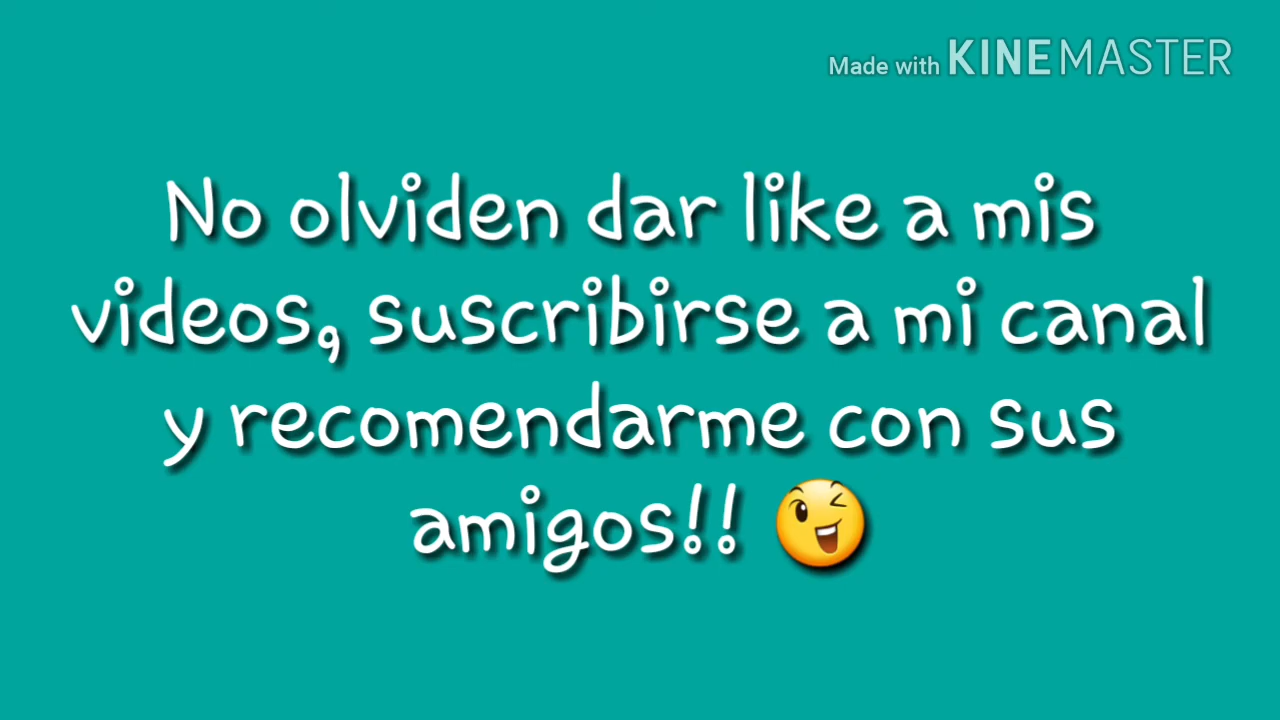 Made with KINEMASTER
No olviden dar like a mis
videos, suscribirse a mi canal
y recomendarme con sus
amigos!! 😉